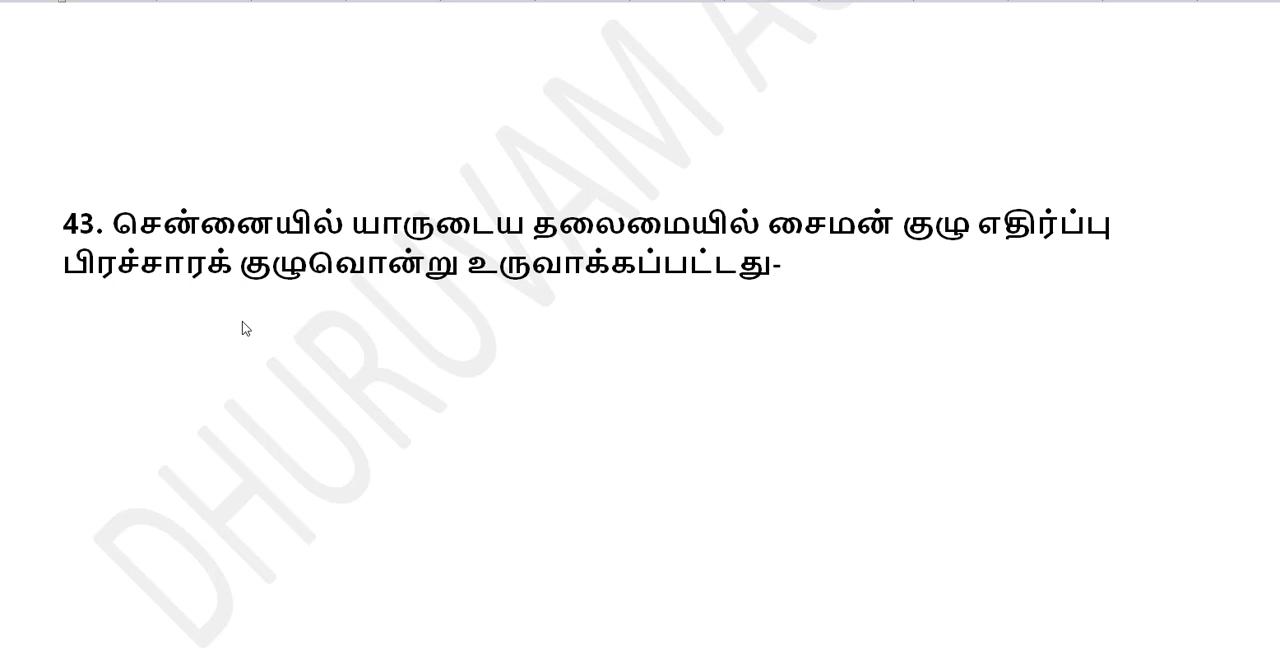 DHURUVAM A
43. சென்னையில் யாருடைய தலைமையில் சைமன் குழு எதிர்ப்பு
பிரச்சாரக் குழுவொன்று உருவாக்கப்பட்டது-